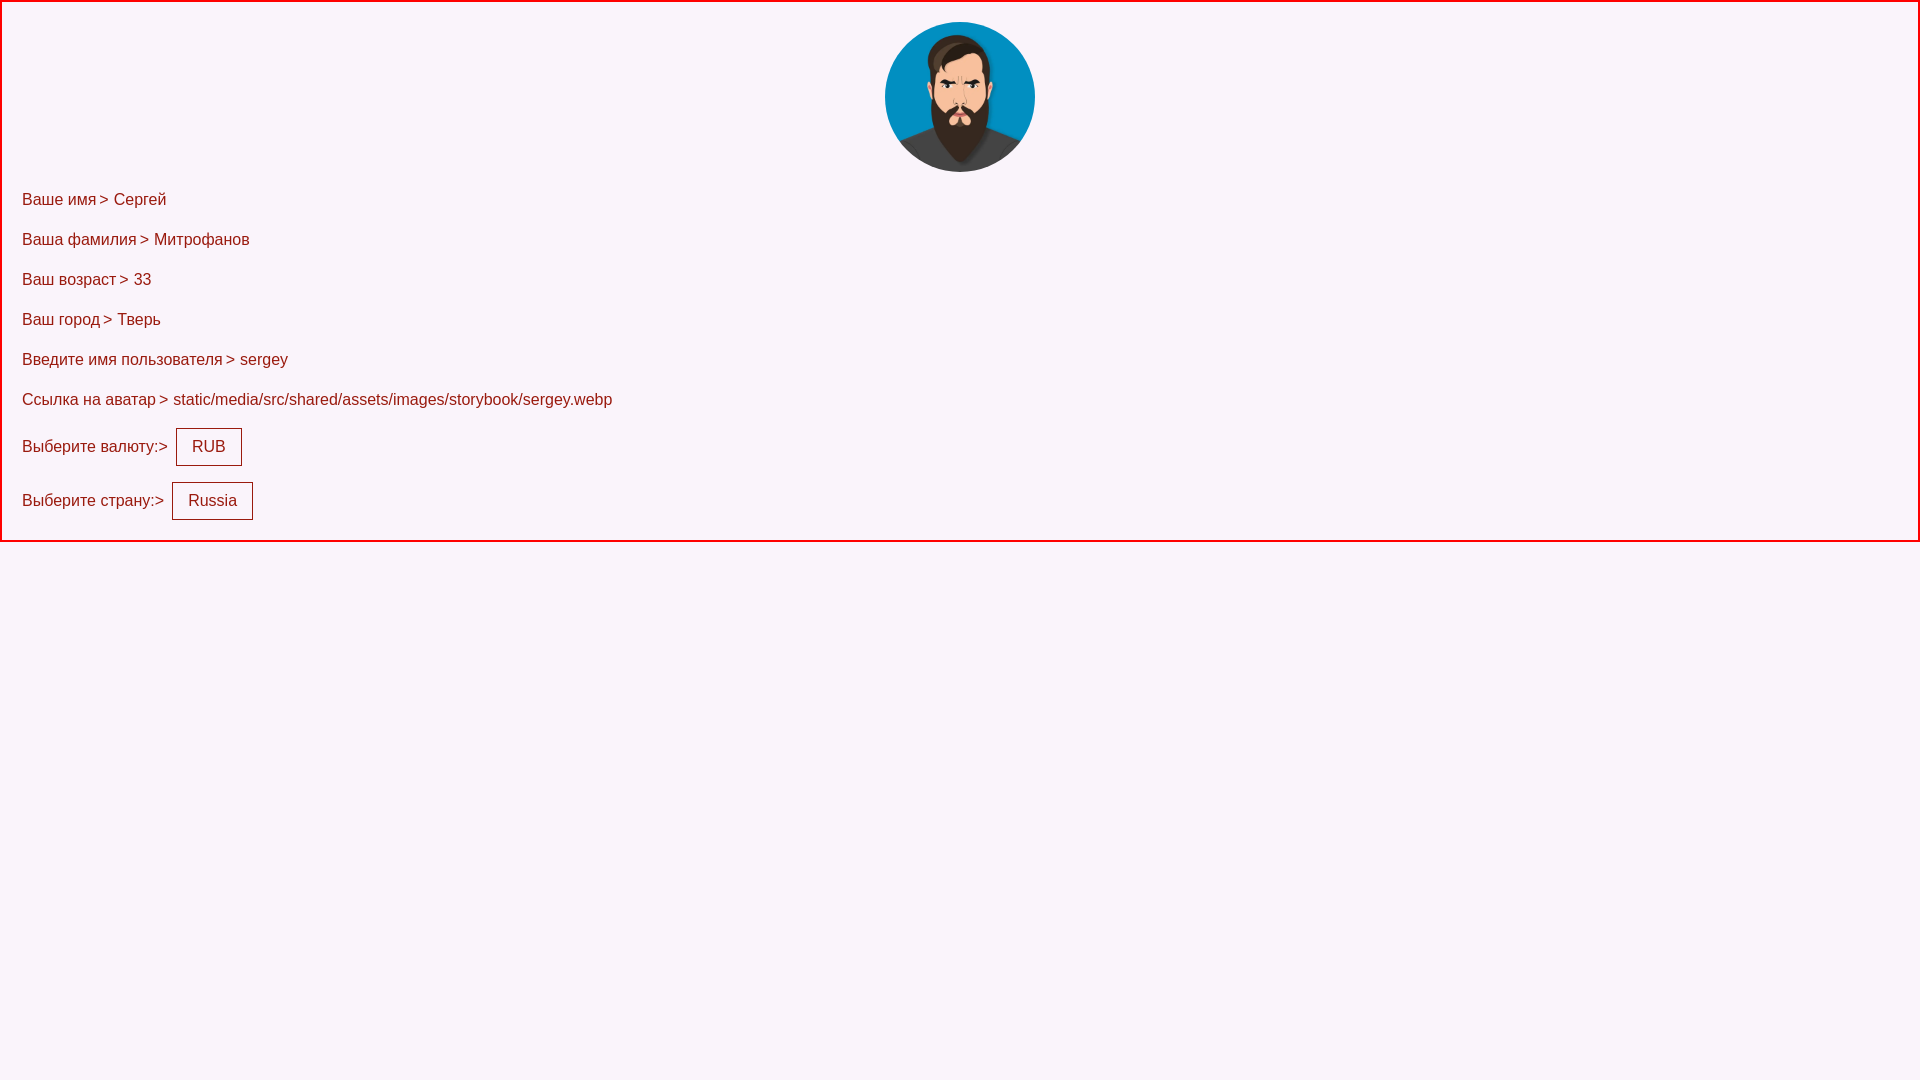 Ваше имя > Сергей
Ваша фамилия > Митрофанов
Ваш возраст > 33
Ваш город > Тверь
Введите имя пользователя > sergey
Ссылка на аватар > static/media/src/shared/assets/images/storybook/sergey.webp
Выберите валюту:> RUB
Выберите страну:> Russia